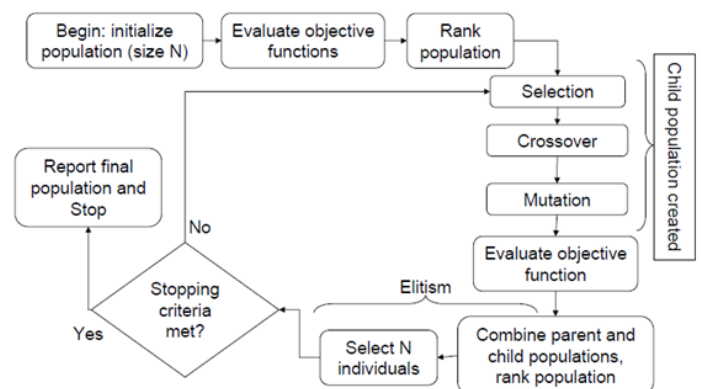 Begin: initialize
population (size N)
Evaluate objective
functions
Rank
population
Selection
Crossover
Mutation
Child population created
Evaluate objective
function
Combine parent and
child populations,
rank population
Elitism
Select N
individuals
Stopping
criteria
met?
No
Yes
Report final
population and
Stop